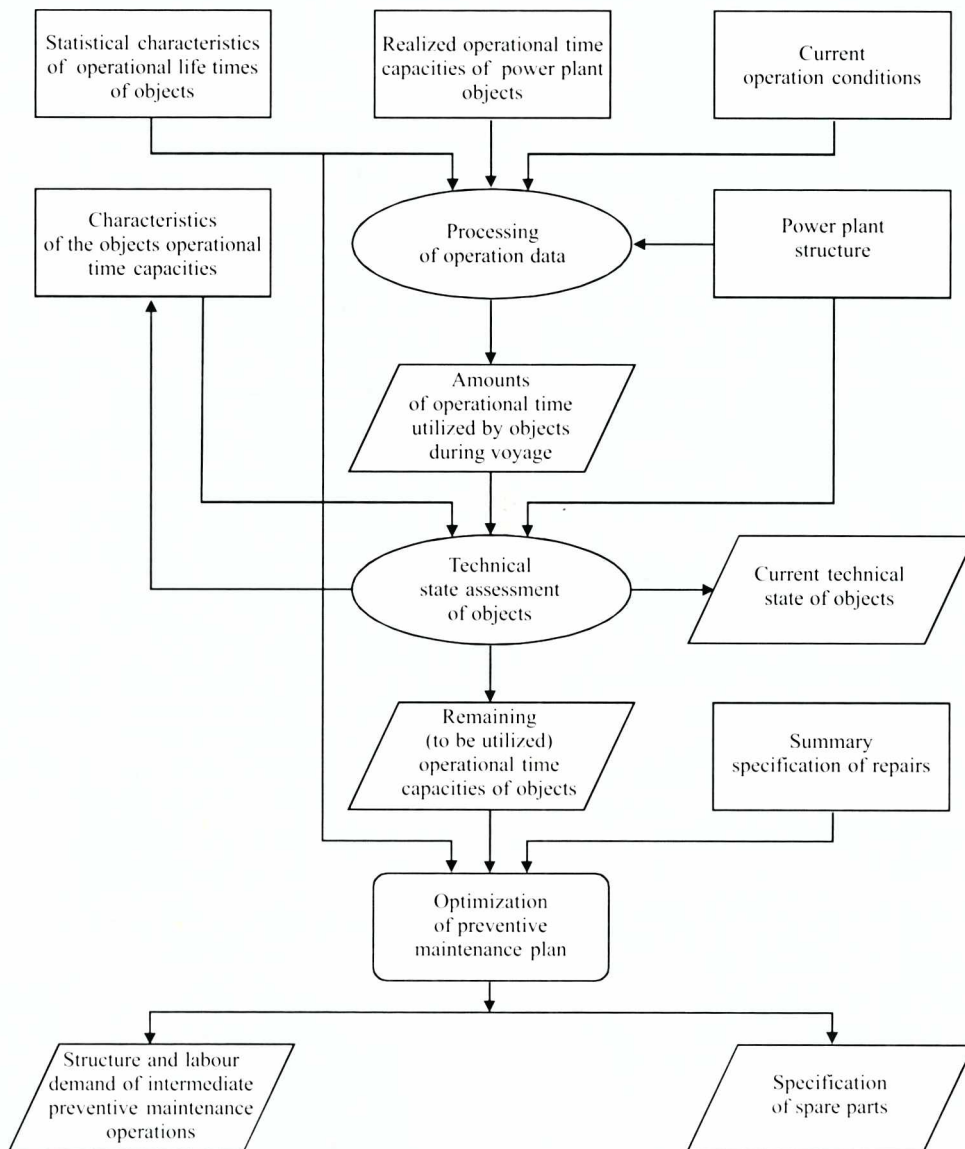 Statistical characteristics
of operational life times
of objects
Realized operational time
capacities of power plant
objects
Current
operation conditions
Characteristics
of the objects operational
time capacities
Processing
of operation data
Power plant
structure
Amounts
of operational time
utilized by objects
during voyage
Technical
state assessment
of objects
Current technical
state of objects
Remaining
(to be utilized)
operational time
capacities of objects
Summary
specification of repairs
Optimization
of preventive
maintenance plan
Structure and labour
demand of intermediate
preventive maintenance
operations
Specification
of spare parts